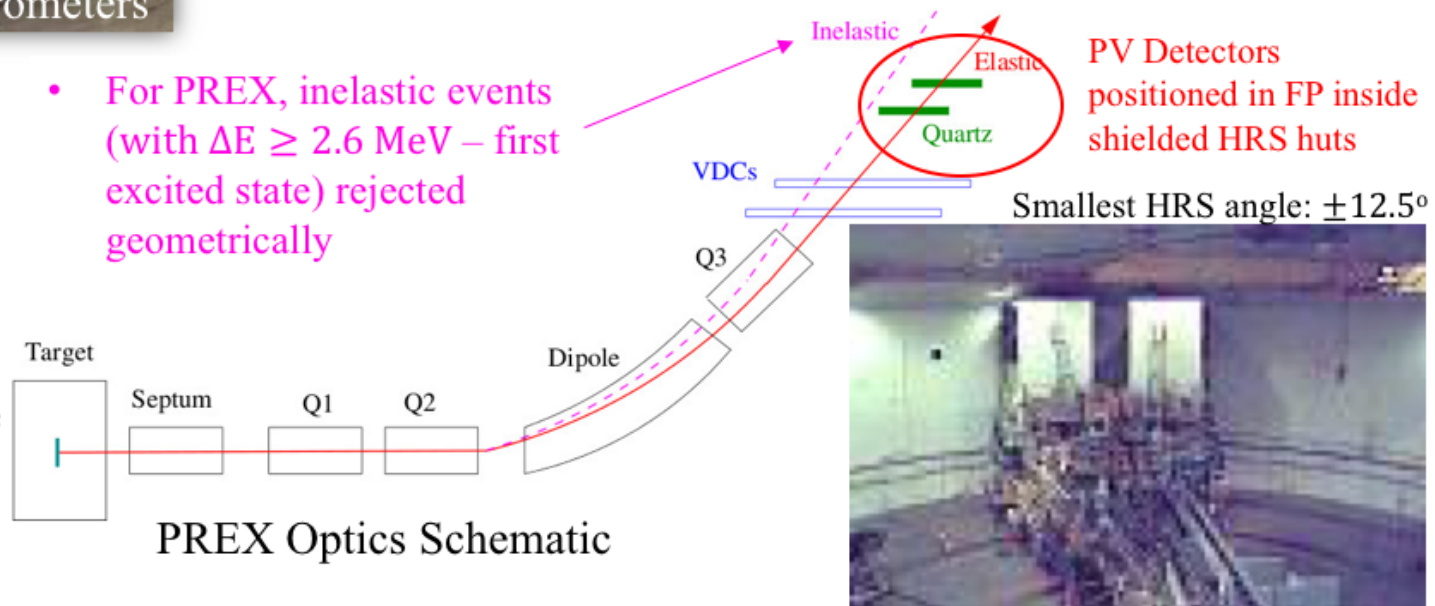 • For PREX, inelastic events
(with ΔE ≥ 2.6 MeV – first
excited state) rejected
geometrically
Inelastic
Elastic
Quartz
VDCs
PV Detectors
positioned in FP inside
shielded HRS huts
Smallest HRS angle: ±12.5º
Q3
Dipole
Target
Septum
Q1
Q2
PREX Optics Schematic